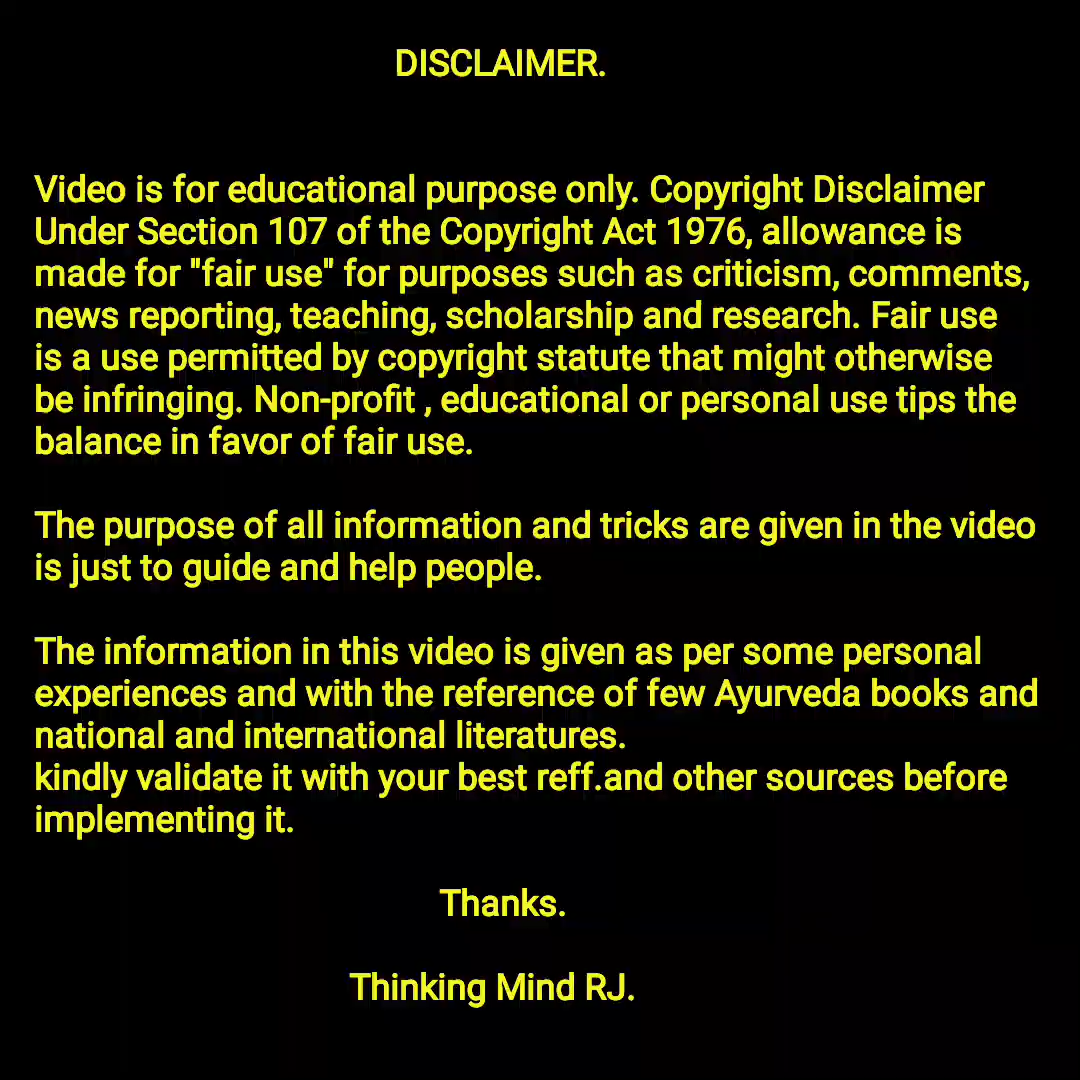 DISCLAIMER.
Video is for educational purpose only. Copyright Disclaimer
Under Section 107 of the Copyright Act 1976, allowance is
made for "fair use" for purposes such as criticism, comments,
news reporting, teaching, scholarship and research. Fair use
is a use permitted by copyright statute that might otherwise
be infringing. Non-profit , educational or personal use tips the
balance in favor of fair use.
The purpose of all information and tricks are given in the video
is just to guide and help people.
The information in this video is given as per some personal
experiences and with the reference of few Ayurveda books and
national and international literatures.
kindly validate it with your best reff.and other sources before
implementing it.
Thanks.
Thinking Mind RJ.